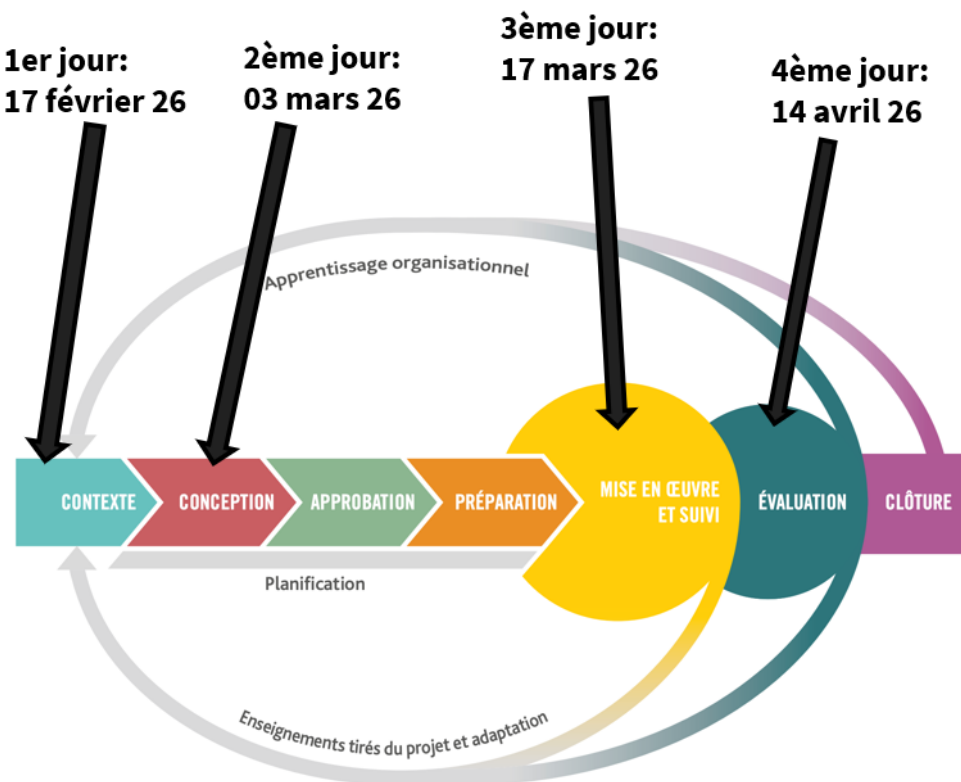 1er jour:
17 février 26
2ème jour:
03 mars 26
3ème jour:
17 mars 26
4ème jour:
14 avril 26
Apprentissage organisationnel
CONTEXTE
CONCEPTION
APPROBATION
PRÉPARATION
MISE EN ŒUVRE
ET SUIVI
ÉVALUATION
CLÔTURE
Planification
Enseignements tirés du projet et adaptation